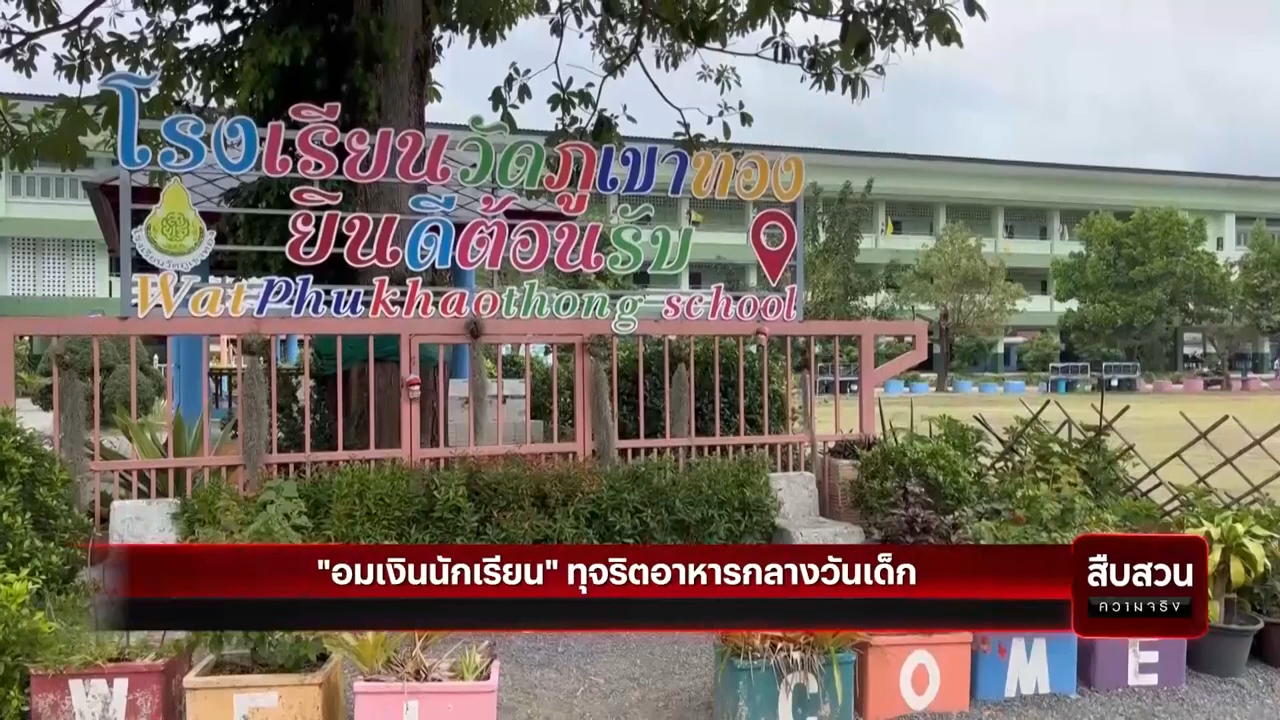 โรงเรียนวัดภูเขาทอง
ยินดีต้อนรับ
Wat Phukhaothong school
"อมเงินนักเรียน" ทุจริตอาหารกลางวันเด็ก
สืบสวน
ความจริง
W E L C O M E